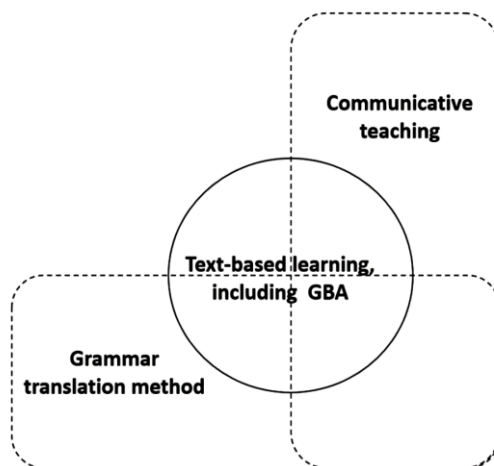 Communicative
teaching
Text-based learning,
including GBA
Grammar
translation method